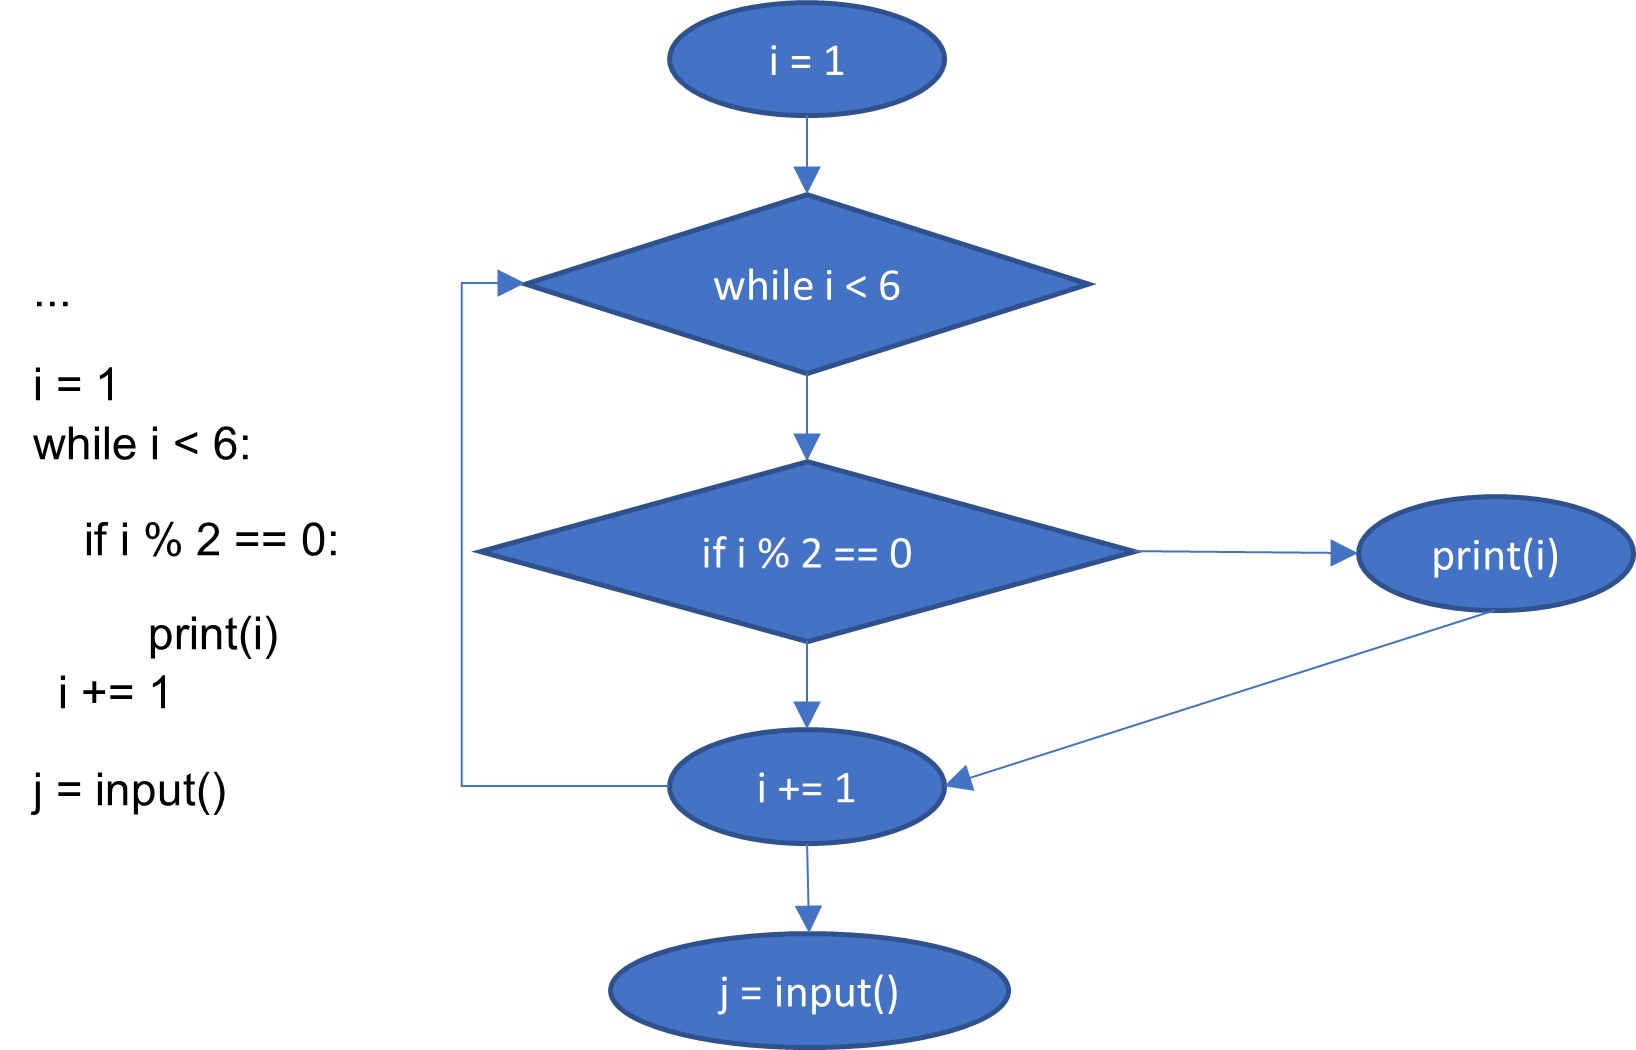 ...
i = 1
while i < 6:
if i % 2 == 0:
print(i)
i += 1
j = input()
i = 1
while i < 6
if i % 2 == 0
print(i)
i += 1
j = input()